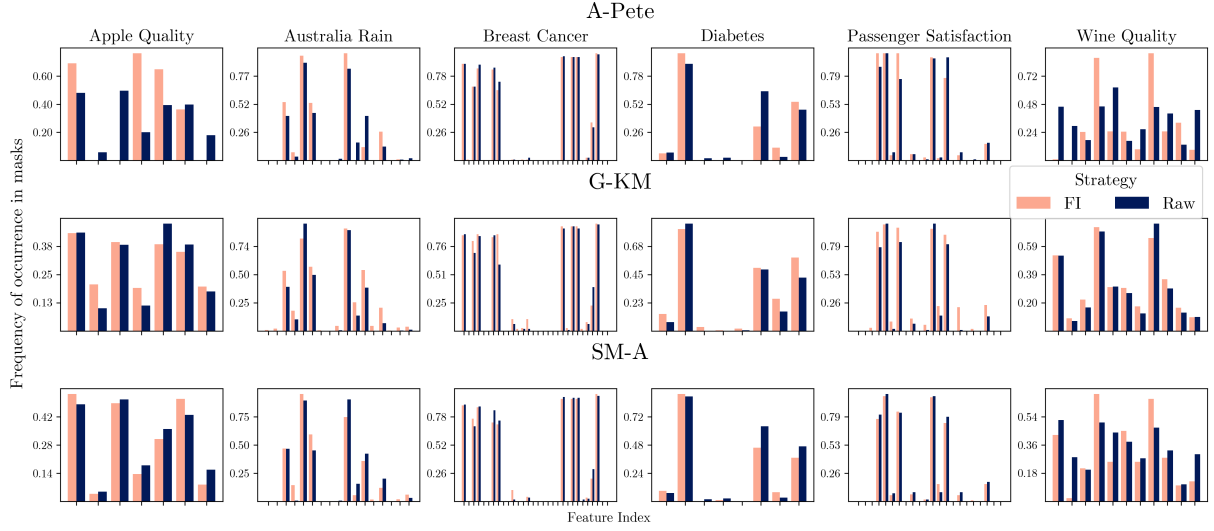 A-Pete
Apple Quality Australia Rain Breast Cancer Diabetes Passenger Satisfaction Wine Quality
0.60 0.77 0.78 0.78 0.77 0.72
0.40 0.52 0.52 0.52 0.52 0.48
0.20 0.26 0.26 0.26 0.26 0.24
Frequency of occurrence in masks
G-KM
Strategy
FI Raw
0.38 0.74 0.76 0.68 0.74 0.59
0.25 0.50 0.51 0.45 0.50 0.39
0.13 0.25 0.25 0.23 0.25 0.20
SM-A
0.42 0.75 0.78 0.72 0.79 0.54
0.28 0.50 0.52 0.48 0.53 0.36
0.14 0.25 0.26 0.24 0.26 0.18
Feature Index